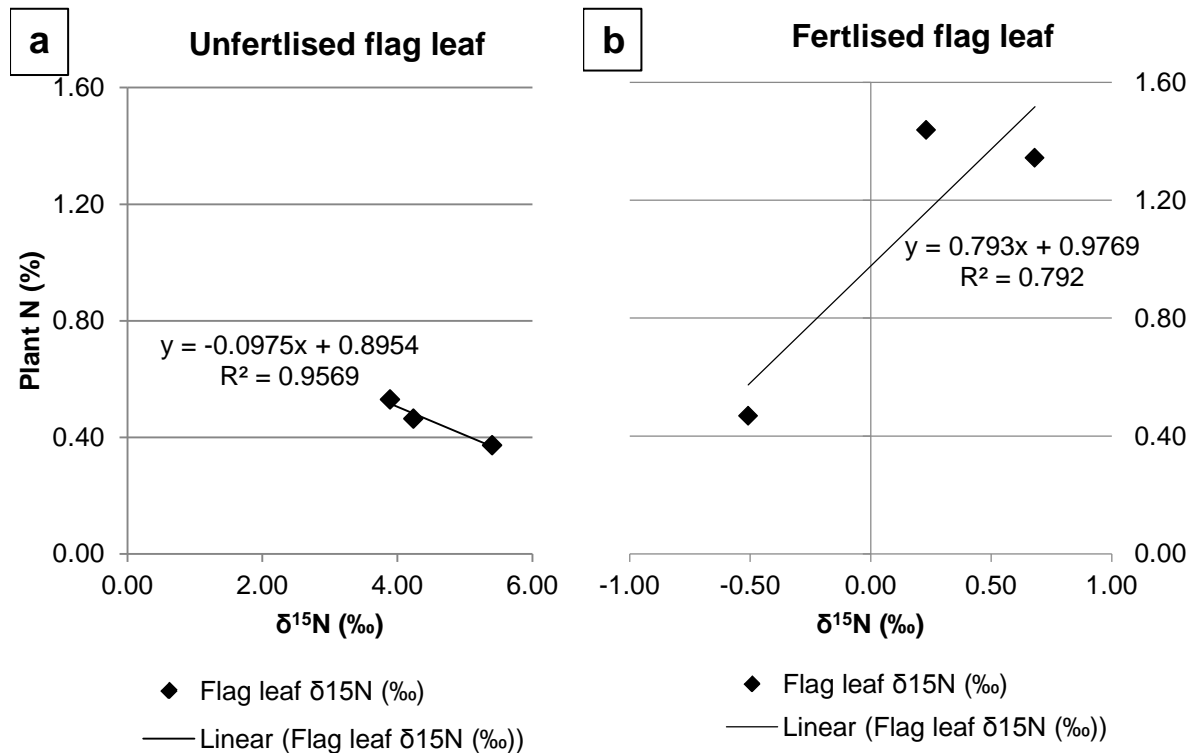 a
Unfertlised flag leaf
1.60
1.20
0.80
0.40
0.00
Plant N (%)
y = -0.0975x + 0.8954
R² = 0.9569
0.00 2.00 4.00 6.00
δ¹⁵N (‰)
Flag leaf δ15N (‰)
Linear (Flag leaf δ15N (‰))
b
Fertlised flag leaf
1.60
1.20
0.80
0.40
0.00
y = 0.793x + 0.9769
R² = 0.792
-1.00 -0.50 0.00 0.50 1.00
δ¹⁵N (‰)
Flag leaf δ15N (‰)
Linear (Flag leaf δ15N (‰))